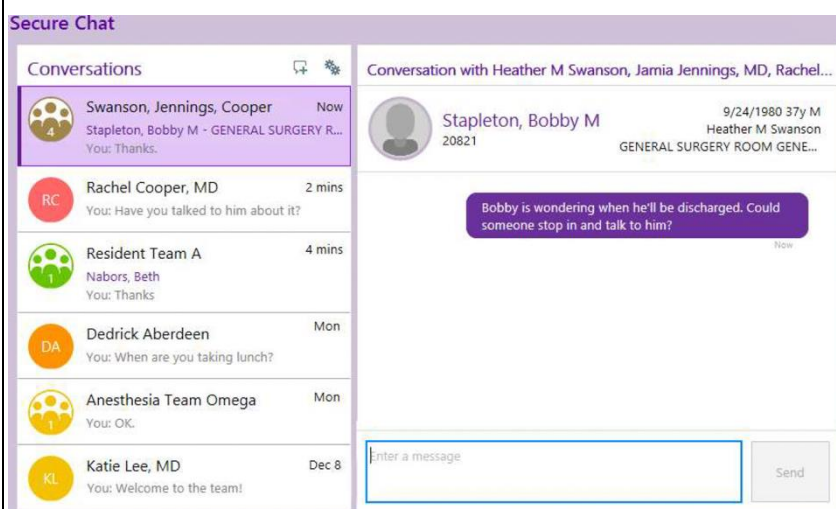 Secure Chat
Conversations
4
Swanson, Jennings, Cooper Now
Stapleton, Bobby M - GENERAL SURGERY R...
You: Thanks.
RC
Rachel Cooper, MD 2 mins
You: Have you talked to him about it?
1
Resident Team A 4 mins
Nabors, Beth
You: Thanks
DA
Dedrick Aberdeen Mon
You: When are you taking lunch?
1
Anesthesia Team Omega Mon
You: OK.
KL
Katie Lee, MD Dec 8
You: Welcome to the team!
Conversation with Heather M Swanson, Jamia Jennings, MD, Rachel...
Stapleton, Bobby M
20821
9/24/1980 37y M
Heather M Swanson
GENERAL SURGERY ROOM GENE...
Bobby is wondering when he'll be discharged. Could
someone stop in and talk to him?
Now
Enter a message
Send